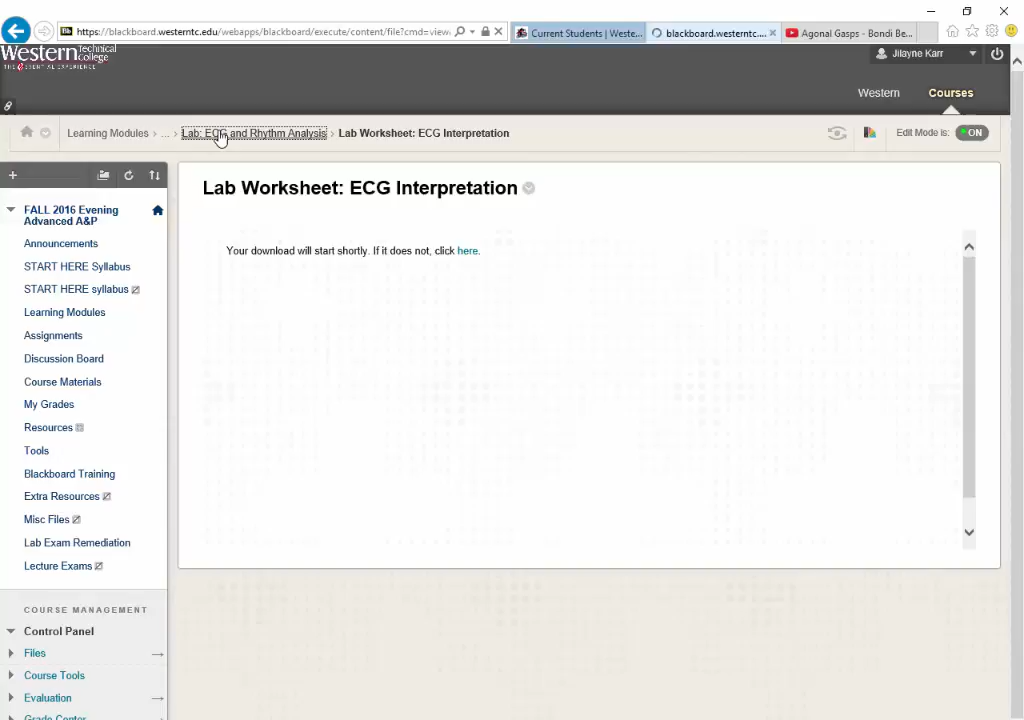 https://blackboard.westerntc.edu/webapps/blackboard/execute/content/file?cmd=view
Current Students | Weste...
blackboard.westerntc....
Agonal Gasps - Bondi Be...
Western Technical College
THE ESSENTIAL EXPERIENCE
Jilayne Karr
Western
Courses
Learning Modules
...
Lab: ECG and Rhythm Analysis
Lab Worksheet: ECG Interpretation
Edit Mode is:
ON
Lab Worksheet: ECG Interpretation
Your download will start shortly. If it does not, click here.
FALL 2016 Evening
Advanced A&P
Announcements
START HERE Syllabus
START HERE syllabus
Learning Modules
Assignments
Discussion Board
Course Materials
My Grades
Resources
Tools
Blackboard Training
Extra Resources
Misc Files
Lab Exam Remediation
Lecture Exams
COURSE MANAGEMENT
Control Panel
Files
Course Tools
Evaluation
Grade Center